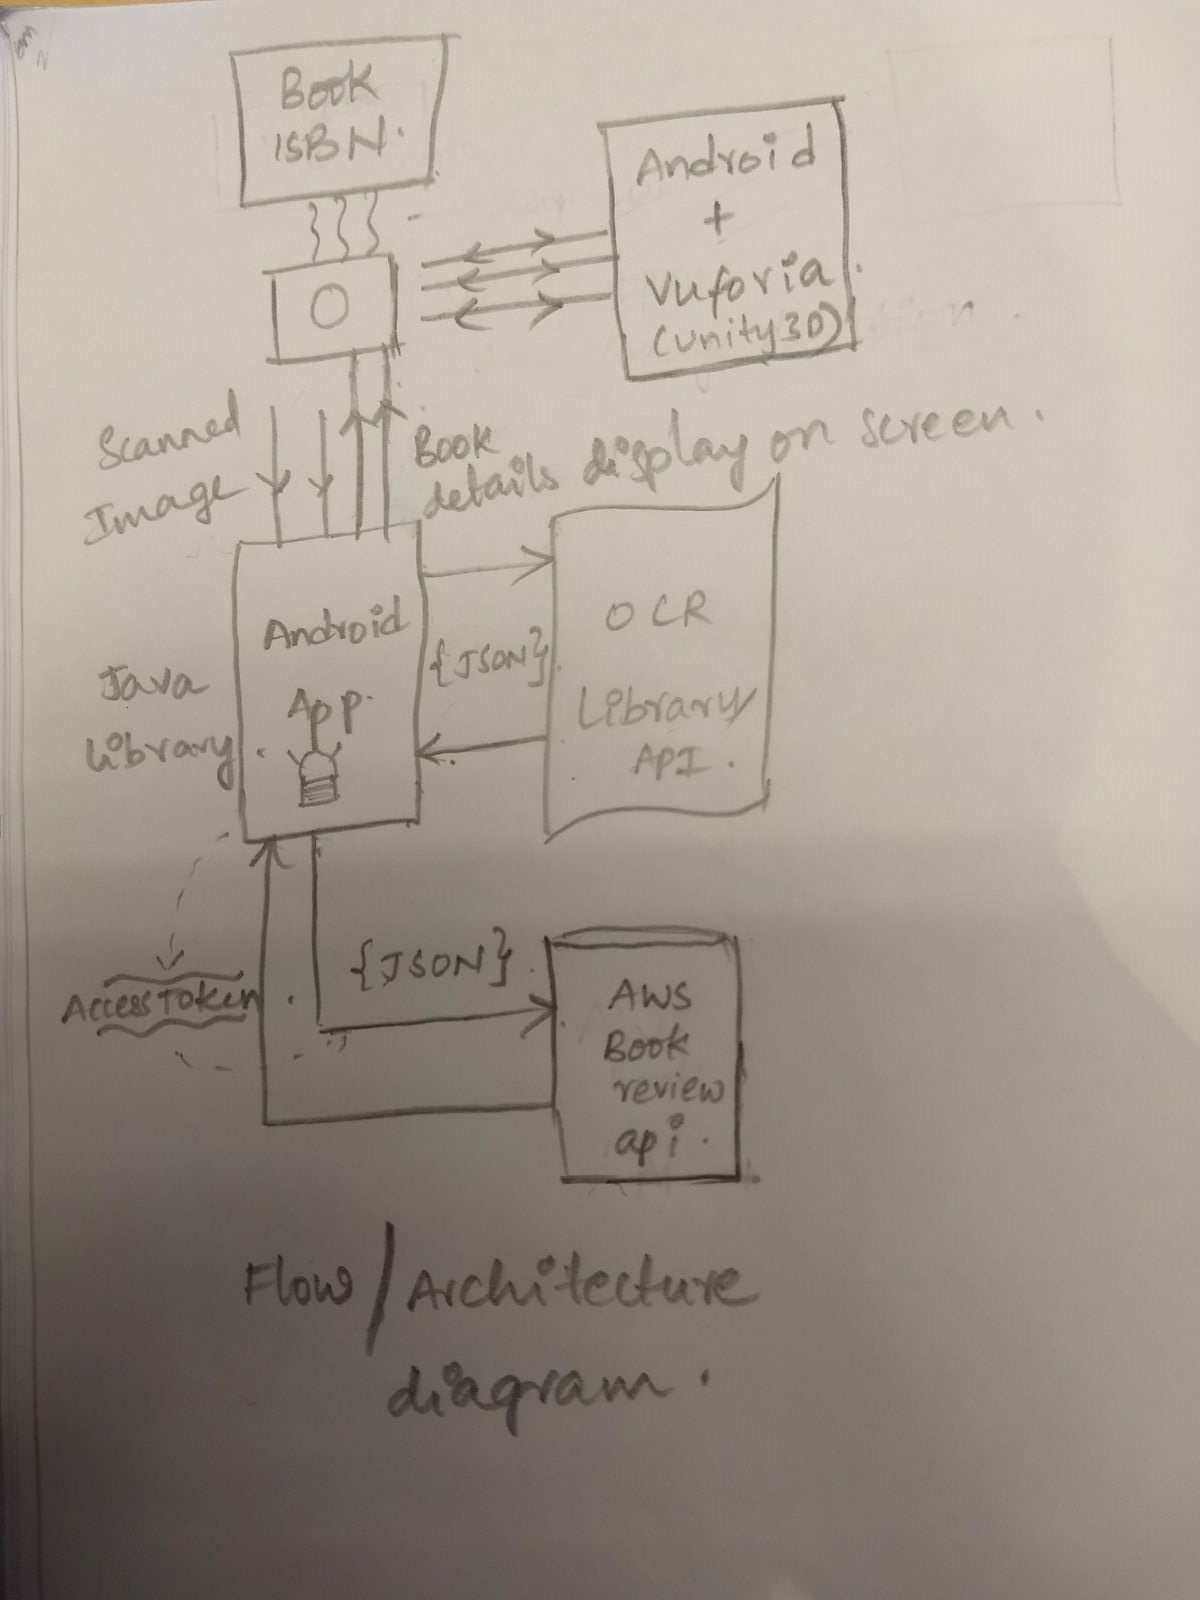 Book
ISBN.
Android
+
Vuforia
(unity3D)
Scanned
Image
Book
details display on screen.
Android
App.
Java
Library.
{JSON}
OCR
Library
API.
{JSON}
Access Token
AWS
Book
review
api.
Flow/Architecture
diagram.